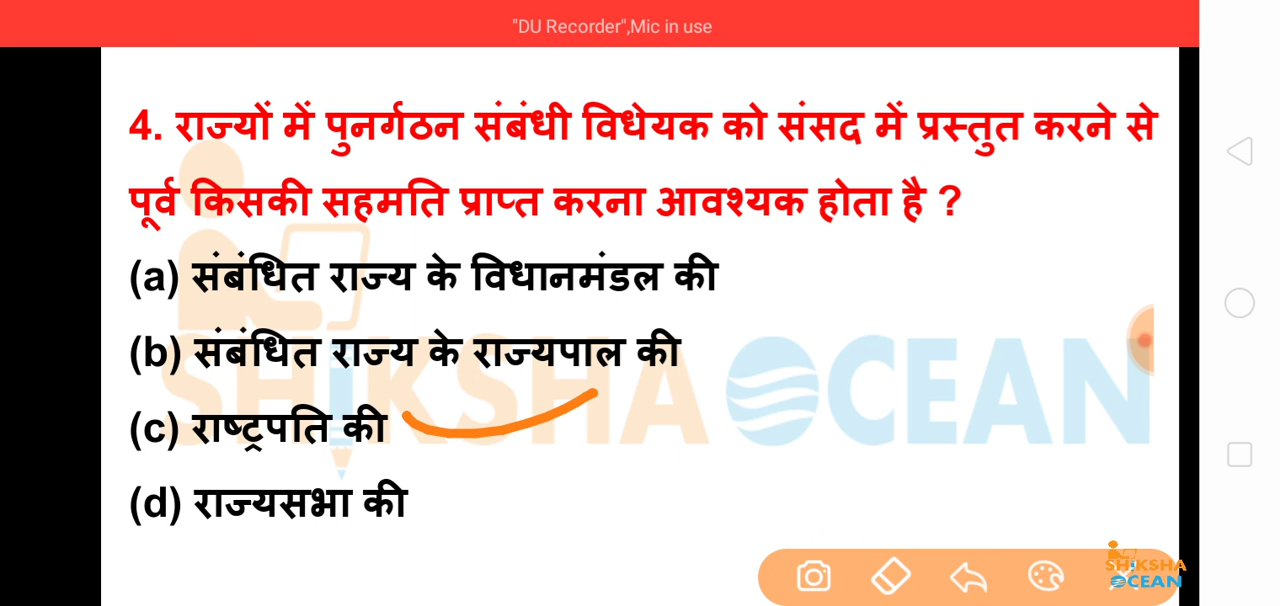 "DU Recorder",Mic in use
4. राज्यों में पुनर्गठन संबंधी विधेयक को संसद में प्रस्तुत करने से
पूर्व किसकी सहमति प्राप्त करना आवश्यक होता है ?
(a) संबंधित राज्य के विधानमंडल की
(b) संबंधित राज्य के राज्यपाल की
SHIKSHA OCEAN
(c) राष्ट्रपति की
(d) राज्यसभा की
SHIKSHA
OCEAN